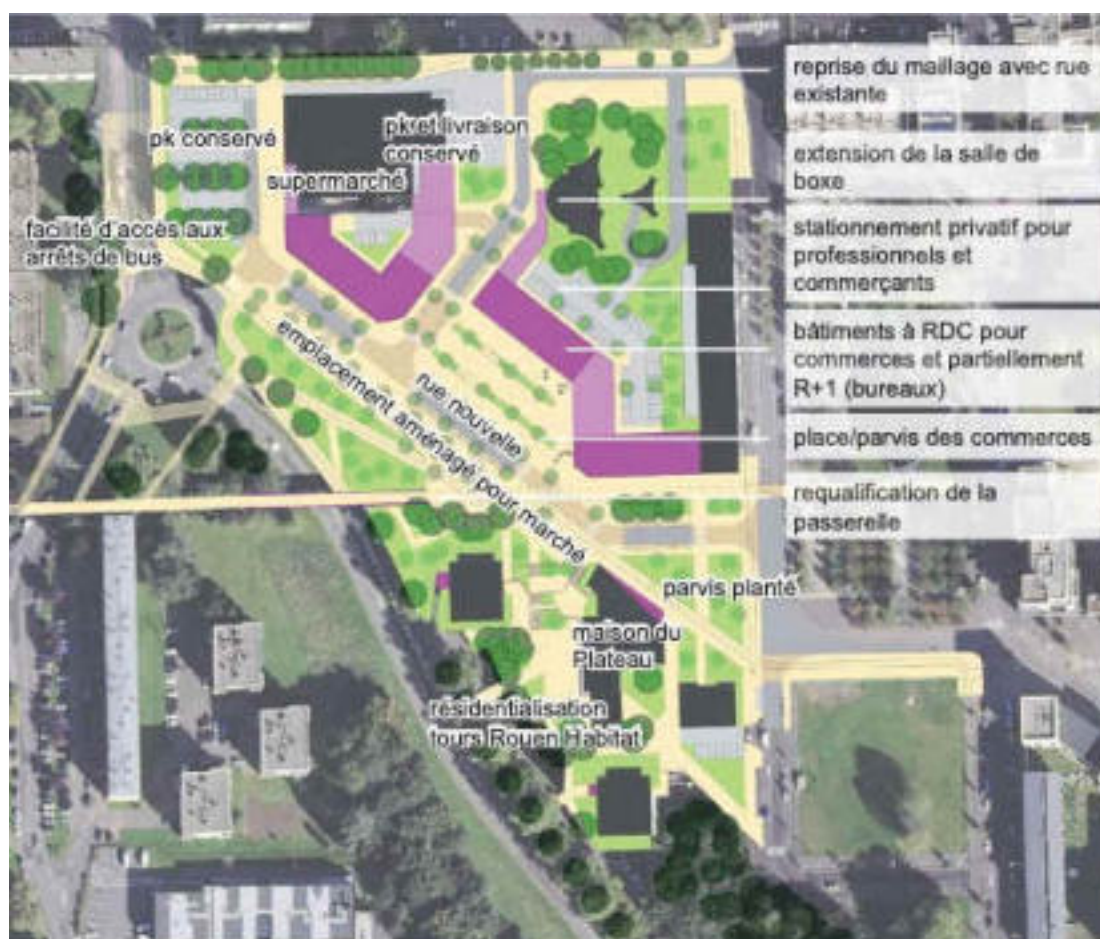 reprise du maillage avec rue
existante
extension de la salle de
boxe
stationnement privatif pour
professionnels et
commerçants
bâtiments à RDC pour
commerces et partiellement
R+1 (bureaux)
place/parvis des commerces
requalification de la
passerelle
pk conservé
pk et livraison
conservé
supermarché
facilité d'accès aux
arrêts de bus
rue nouvelle
emplacement aménagé pour marché
parvis planté
maison du
Plateau
résidentialisation
tours Rouen Habitat